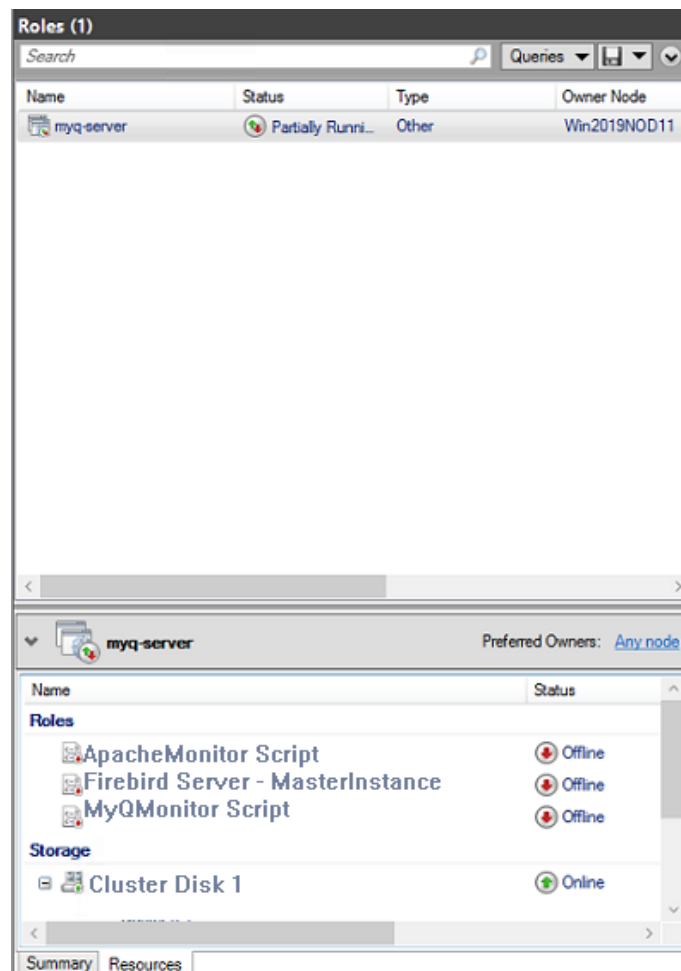 Roles (1)
Search Queries
Name Status Type Owner Node
myq-server Partially Runni... Other Win2019NOD11
myq-server Preferred Owners: Any node
Name Status
Roles
ApacheMonitor Script Offline
Firebird Server - MasterInstance Offline
MyQMonitor Script Offline
Storage
Cluster Disk 1 Online
Summary Resources